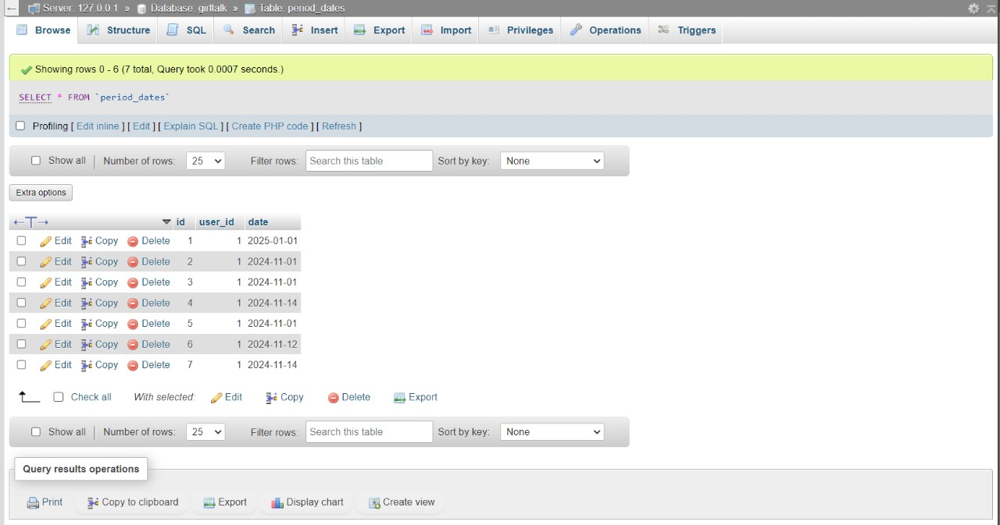 Server: 127.0.0.1 » Database: girltalk » Table: period_dates
Browse Structure SQL Search Insert Export Import Privileges Operations Triggers
Showing rows 0 - 6 (7 total, Query took 0.0007 seconds.)
SELECT * FROM `period_dates`
Profiling [ Edit inline ] [ Edit ] [ Explain SQL ] [ Create PHP code ] [ Refresh ]
Show all Number of rows: 25 Filter rows: Search this table Sort by key: None
Extra options
id user_id date
Edit Copy Delete 1 1 2025-01-01
Edit Copy Delete 2 1 2024-11-01
Edit Copy Delete 3 1 2024-11-01
Edit Copy Delete 4 1 2024-11-14
Edit Copy Delete 5 1 2024-11-01
Edit Copy Delete 6 1 2024-11-12
Edit Copy Delete 7 1 2024-11-14
Check all With selected: Edit Copy Delete Export
Show all Number of rows: 25 Filter rows: Search this table Sort by key: None
Query results operations
Print Copy to clipboard Export Display chart Create view